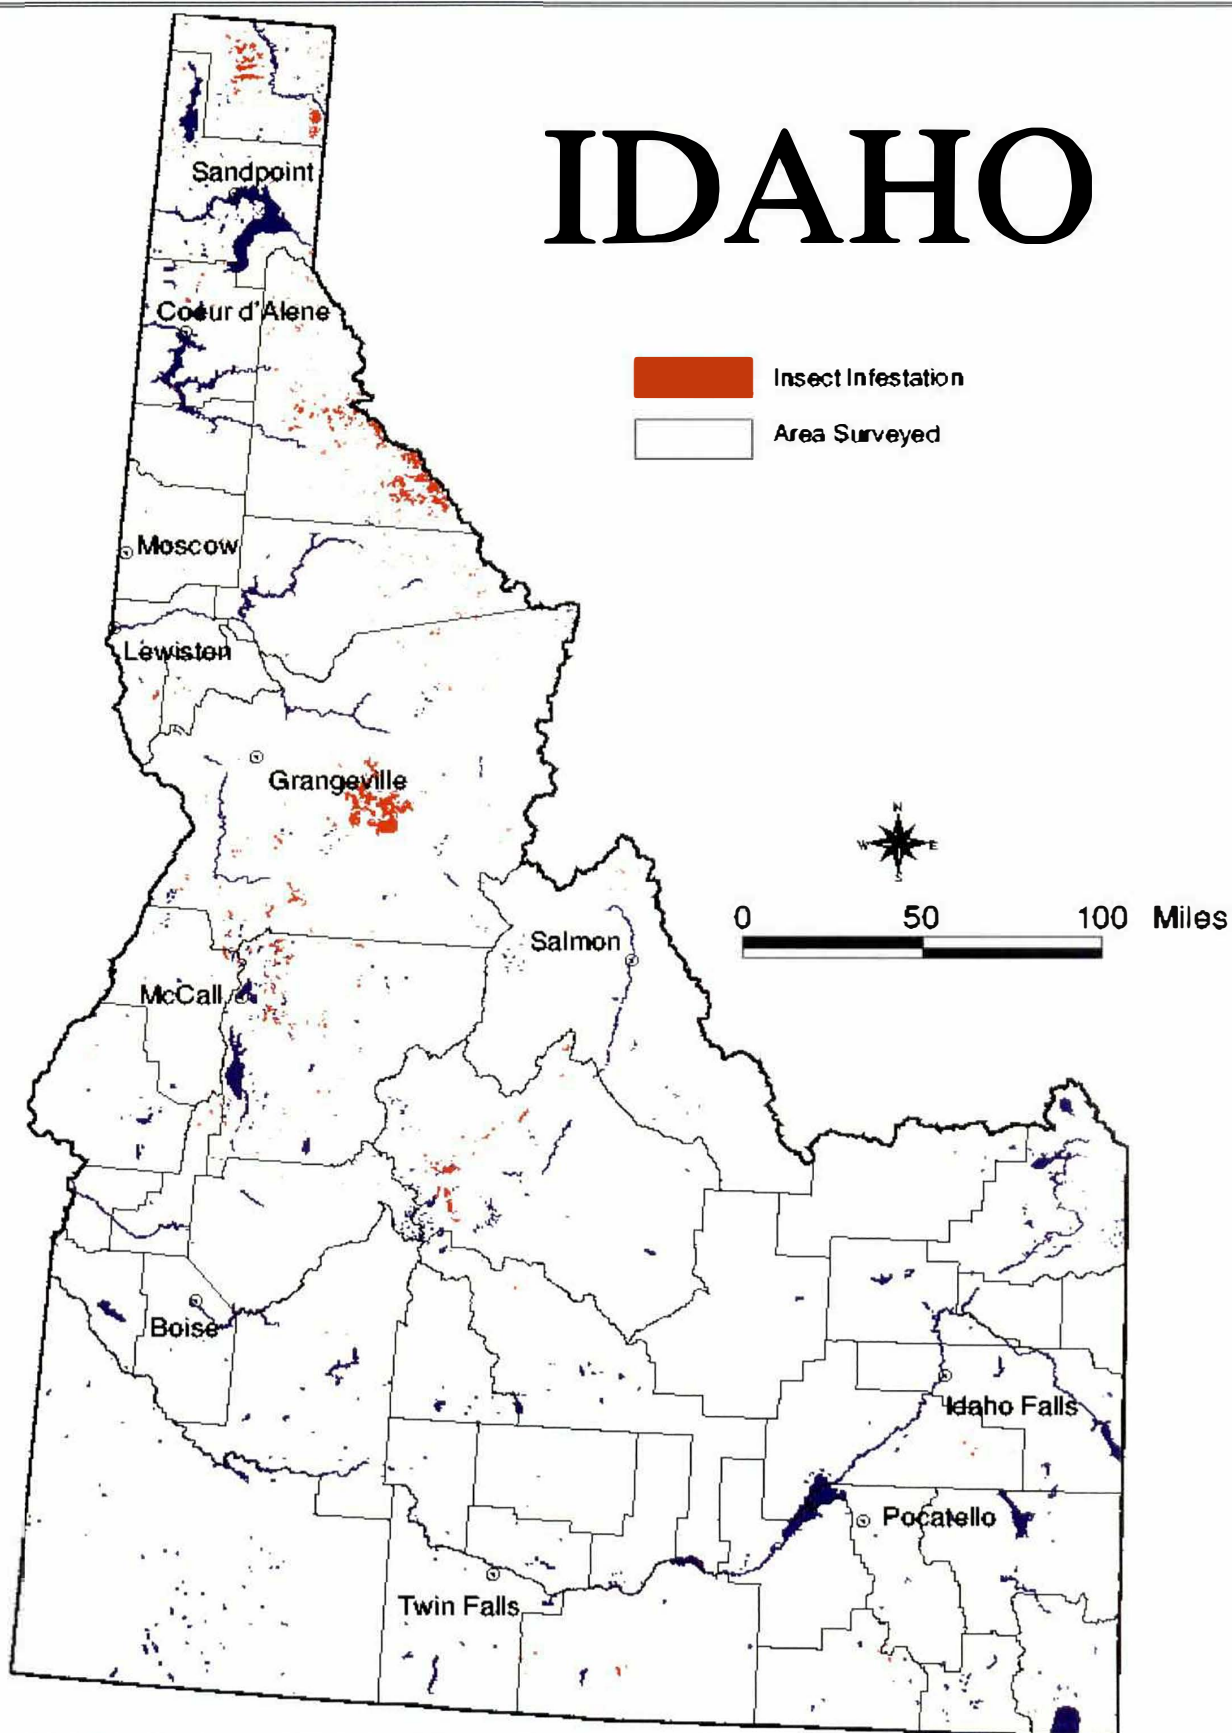 IDAHO
Sandpoint
Coeur d'Alene
Insect Infestation
Area Surveyed
Moscow
Lewiston
Grangeville
N
W E
S
0 50 100 Miles
Salmon
McCall
Boise
Idaho Falls
Pocatello
Twin Falls